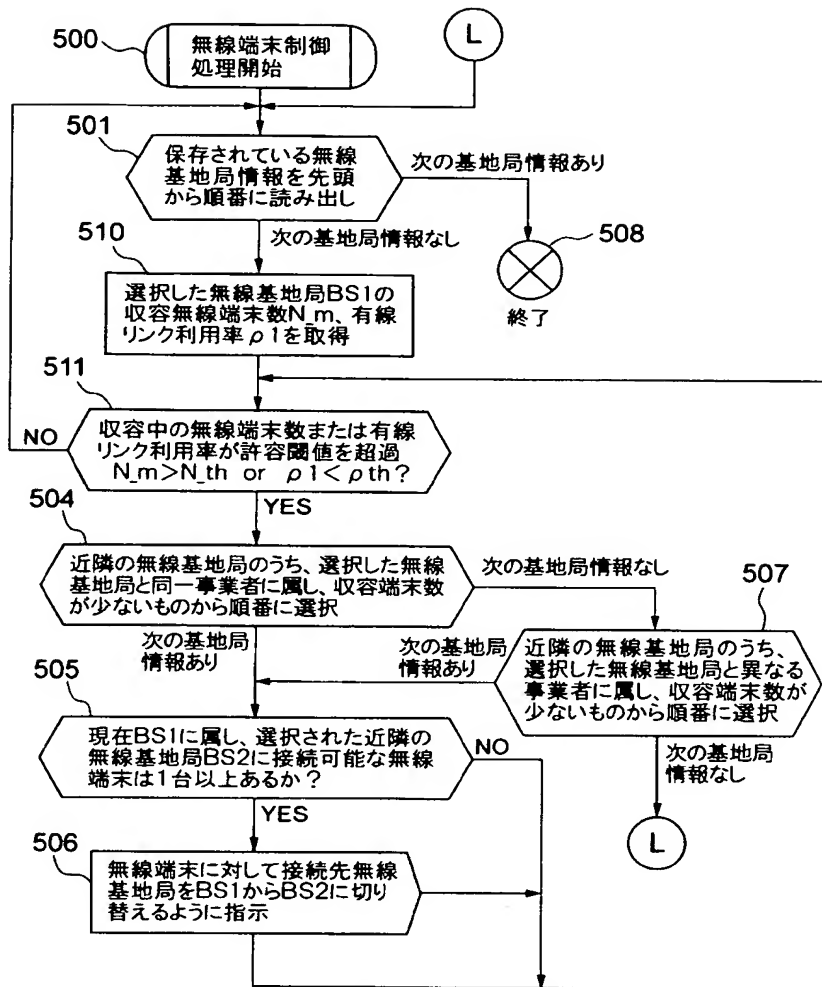 500
無線端末制御
処理開始
L
501
保存されている無線
基地局情報を先頭
から順番に読み出し
次の基地局情報あり
508
終了
次の基地局情報なし
510
選択した無線基地局BS1の
収容無線端末数N_m、有線
リンク利用率ρ1を取得
511
NO
収容中の無線端末数または有線
リンク利用率が許容閾値を超過
N_m>N_th or ρ1<ρth?
YES
504
近隣の無線基地局のうち、選択した無線
基地局と同一事業者に属し、収容端末数
が少ないものから順番に選択
次の基地局情報なし
507
近隣の無線基地局のうち、
選択した無線基地局と異なる
事業者に属し、収容端末数が
少ないものから順番に選択
次の基地局
情報あり
次の基地局
情報あり
次の基地局
情報なし
L
505
現在BS1に属し、選択された近隣の
無線基地局BS2に接続可能な無線
端末は1台以上あるか?
NO
YES
506
無線端末に対して接続先無線
基地局をBS1からBS2に切り
替えるように指示